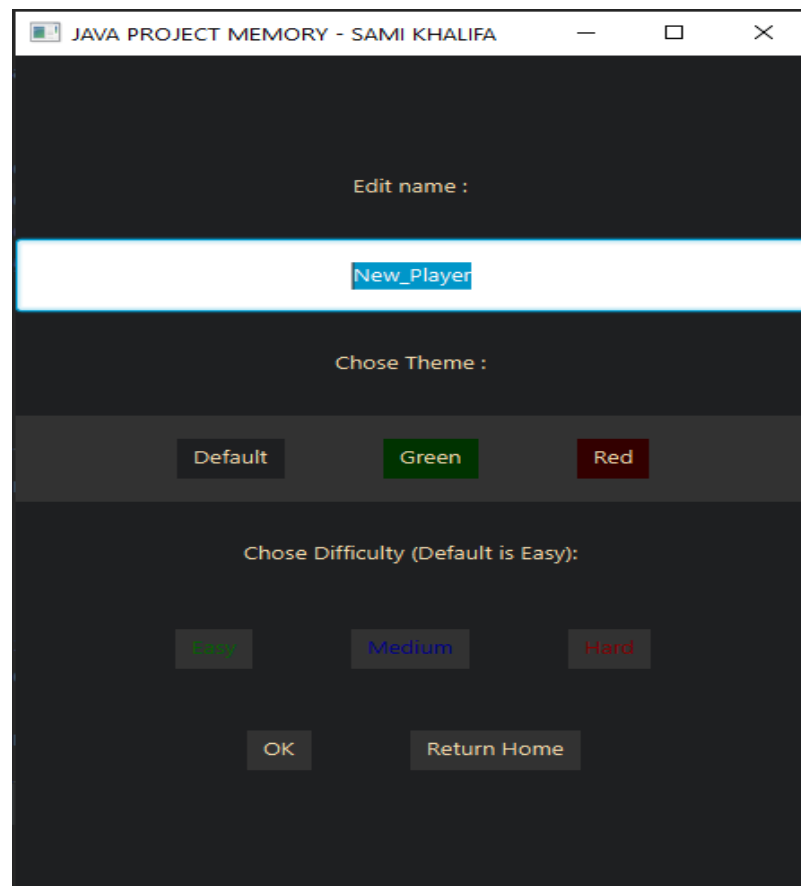 JAVA PROJECT MEMORY - SAMI KHALIFA
Edit name :
New_Player
Chose Theme :
Default Green Red
Chose Difficulty (Default is Easy):
Easy Medium Hard
OK Return Home